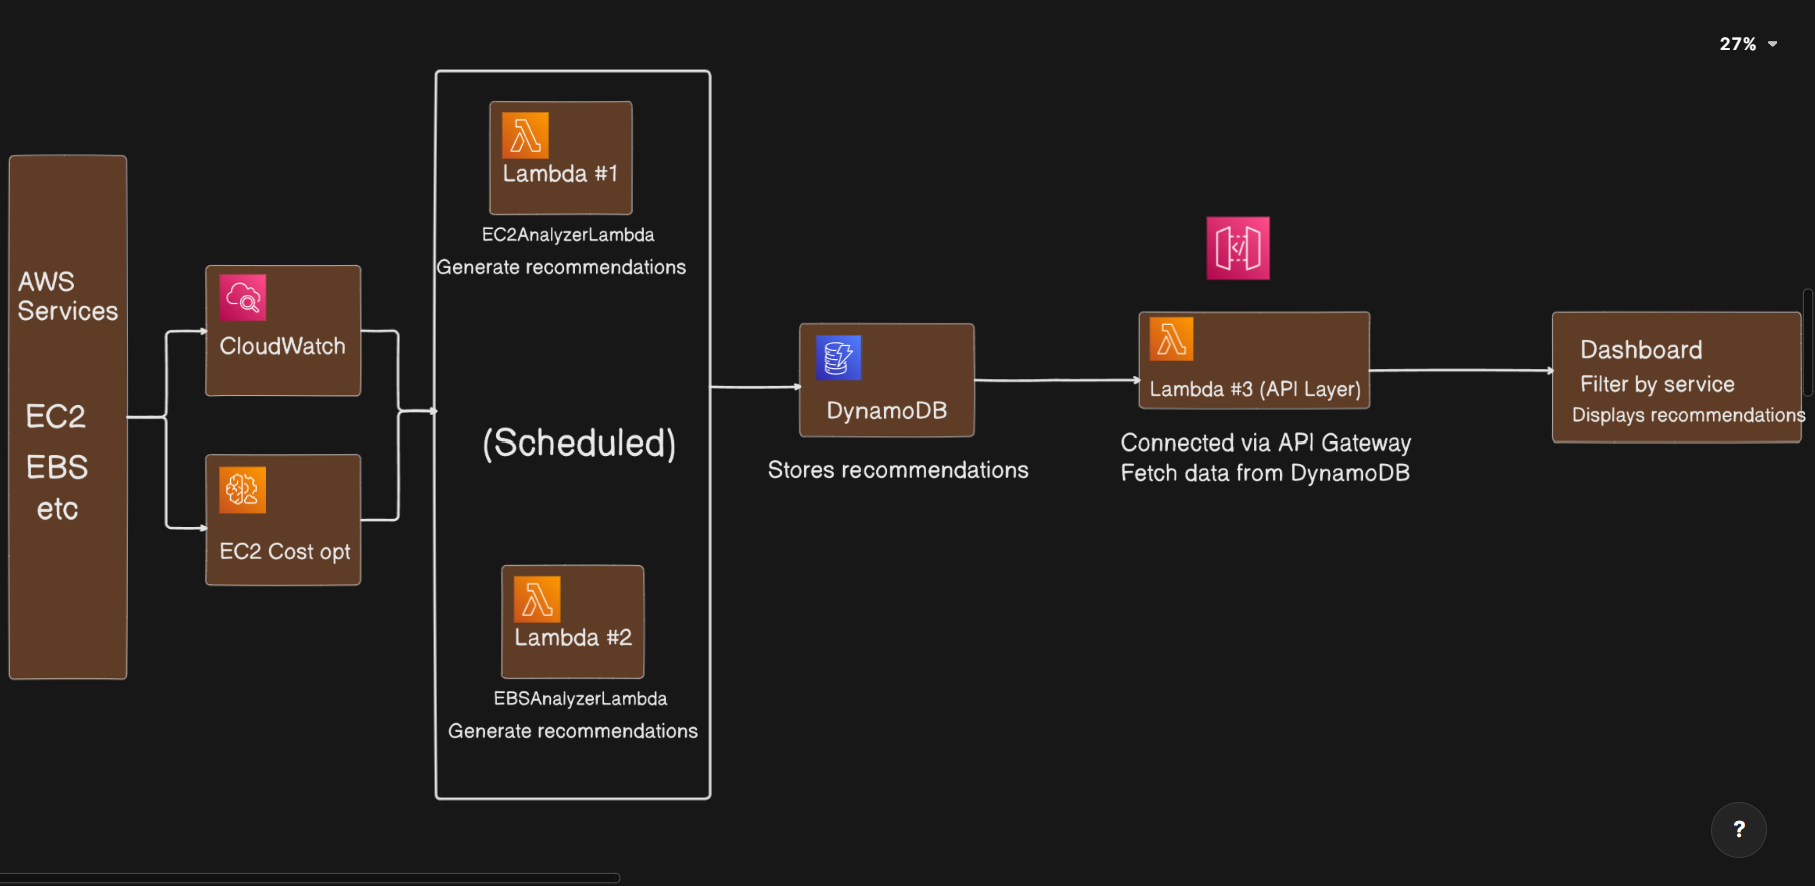 27%
AWS
Services
EC2
EBS
etc
CloudWatch
EC2 Cost opt
Lambda #1
EC2AnalyzerLambda
Generate recommendations
(Scheduled)
Lambda #2
EBSAnalyzerLambda
Generate recommendations
DynamoDB
Stores recommendations
Lambda #3 (API Layer)
Connected via API Gateway
Fetch data from DynamoDB
Dashboard
Filter by service
Displays recommendations
?